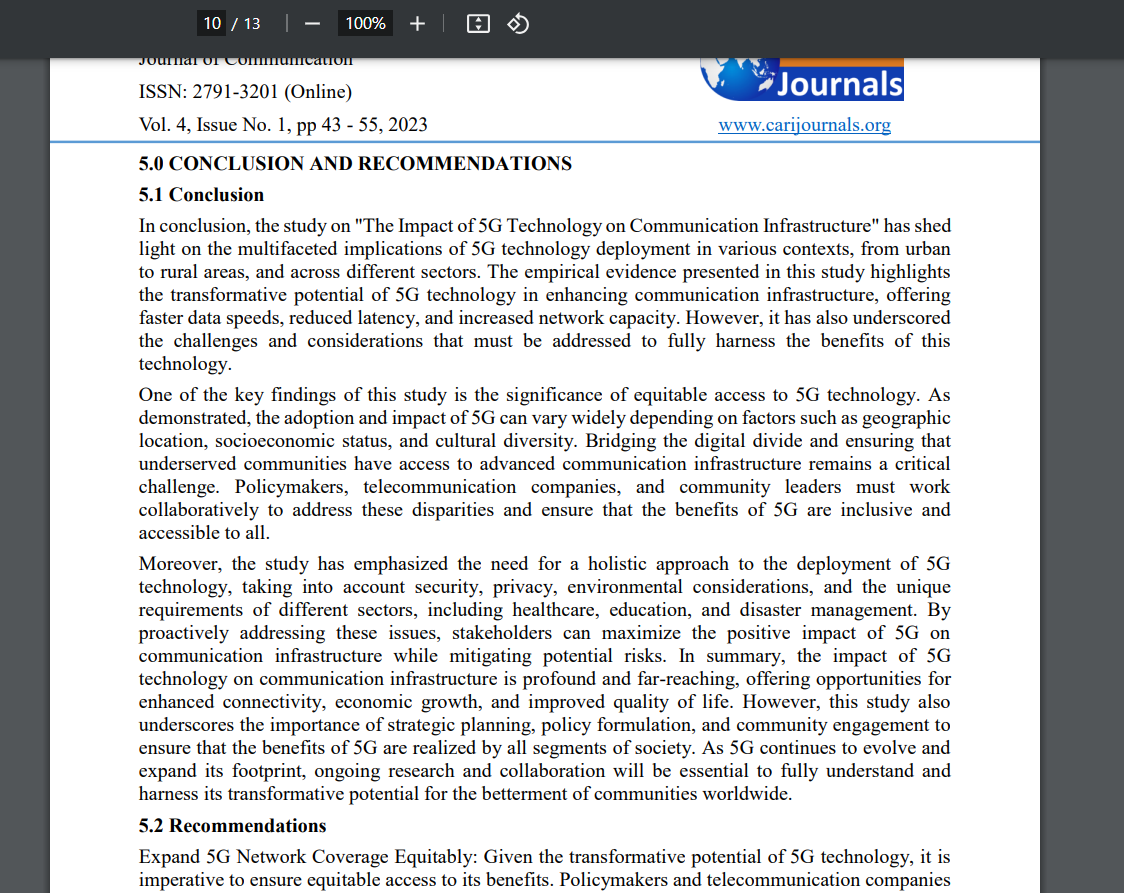 10 / 13
100%
Journal of Communication
ISSN: 2791-3201 (Online)
Journals
Vol. 4, Issue No. 1, pp 43 - 55, 2023
www.carijournals.org
5.0 CONCLUSION AND RECOMMENDATIONS
5.1 Conclusion
In conclusion, the study on "The Impact of 5G Technology on Communication Infrastructure" has shed
light on the multifaceted implications of 5G technology deployment in various contexts, from urban
to rural areas, and across different sectors. The empirical evidence presented in this study highlights
the transformative potential of 5G technology in enhancing communication infrastructure, offering
faster data speeds, reduced latency, and increased network capacity. However, it has also underscored
the challenges and considerations that must be addressed to fully harness the benefits of this
technology.
One of the key findings of this study is the significance of equitable access to 5G technology. As
demonstrated, the adoption and impact of 5G can vary widely depending on factors such as geographic
location, socioeconomic status, and cultural diversity. Bridging the digital divide and ensuring that
underserved communities have access to advanced communication infrastructure remains a critical
challenge. Policymakers, telecommunication companies, and community leaders must work
collaboratively to address these disparities and ensure that the benefits of 5G are inclusive and
accessible to all.
Moreover, the study has emphasized the need for a holistic approach to the deployment of 5G
technology, taking into account security, privacy, environmental considerations, and the unique
requirements of different sectors, including healthcare, education, and disaster management. By
proactively addressing these issues, stakeholders can maximize the positive impact of 5G on
communication infrastructure while mitigating potential risks. In summary, the impact of 5G
technology on communication infrastructure is profound and far-reaching, offering opportunities for
enhanced connectivity, economic growth, and improved quality of life. However, this study also
underscores the importance of strategic planning, policy formulation, and community engagement to
ensure that the benefits of 5G are realized by all segments of society. As 5G continues to evolve and
expand its footprint, ongoing research and collaboration will be essential to fully understand and
harness its transformative potential for the betterment of communities worldwide.
5.2 Recommendations
Expand 5G Network Coverage Equitably: Given the transformative potential of 5G technology, it is
imperative to ensure equitable access to its benefits. Policymakers and telecommunication companies